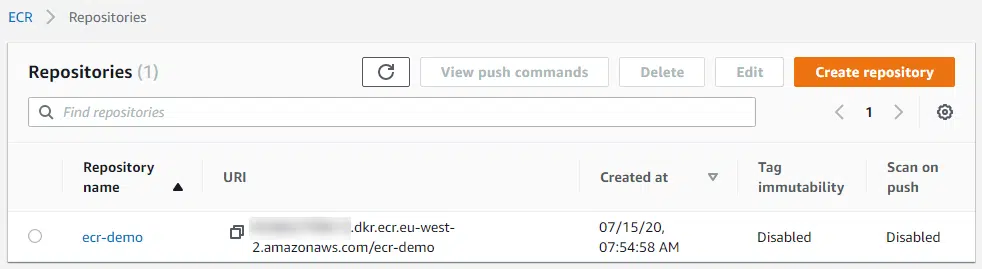 ECR > Repositories
Repositories (1)
View push commands
Delete
Edit
Create repository
Find repositories
1
Repository name
URI
Created at
Tag immutability
Scan on push
ecr-demo
.dkr.ecr.eu-west-
2.amazonaws.com/ecr-demo
07/15/20,
07:54:58 AM
Disabled
Disabled